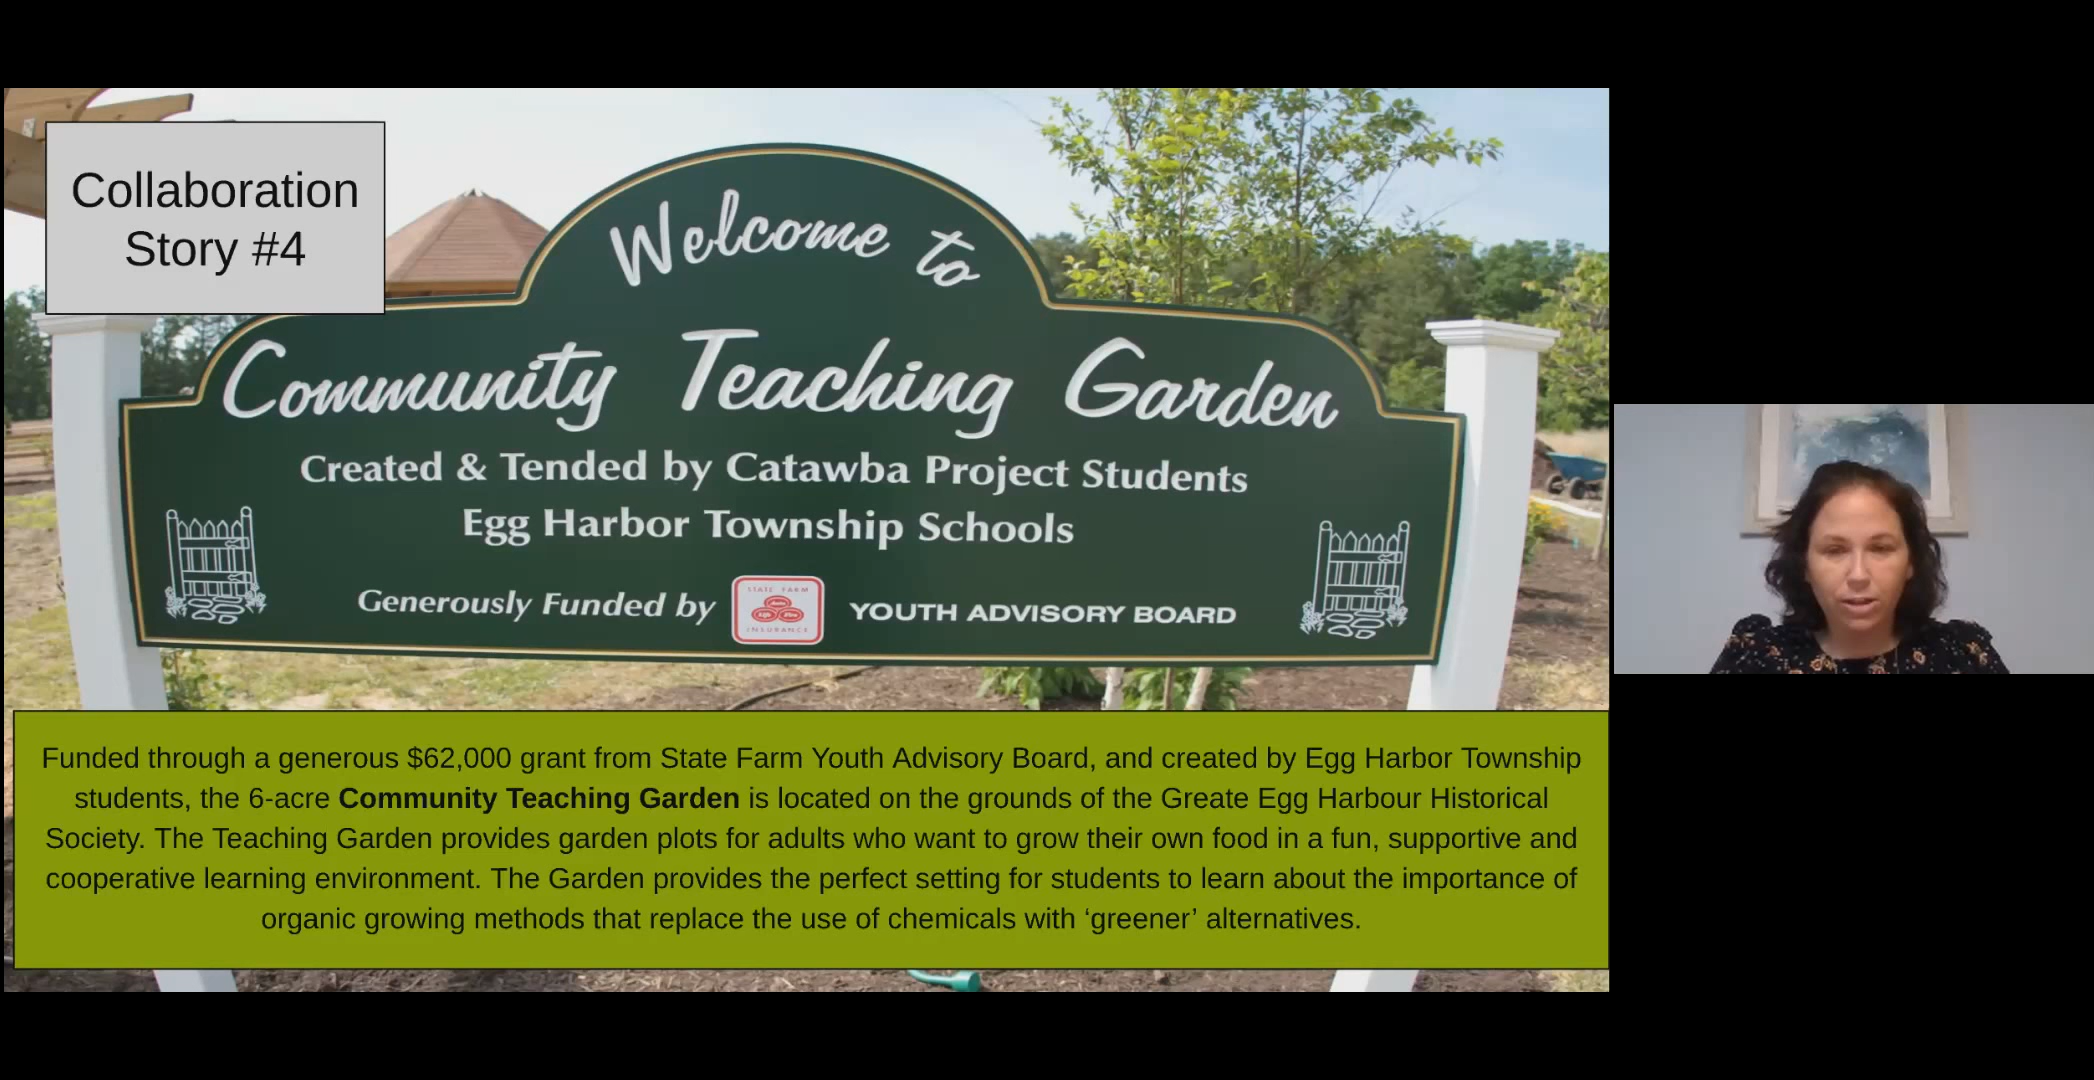 Collaboration
Story #4
Welcome to
Community Teaching Garden
Created & Tended by Catawba Project Students
Egg Harbor Township Schools
Generously Funded by
STATE FARM
Auto
Life Fire
INSURANCE
YOUTH ADVISORY BOARD
Funded through a generous $62,000 grant from State Farm Youth Advisory Board, and created by Egg Harbor Township
students, the 6-acre Community Teaching Garden is located on the grounds of the Greate Egg Harbour Historical
Society. The Teaching Garden provides garden plots for adults who want to grow their own food in a fun, supportive and
cooperative learning environment. The Garden provides the perfect setting for students to learn about the importance of
organic growing methods that replace the use of chemicals with ‘greener’ alternatives.